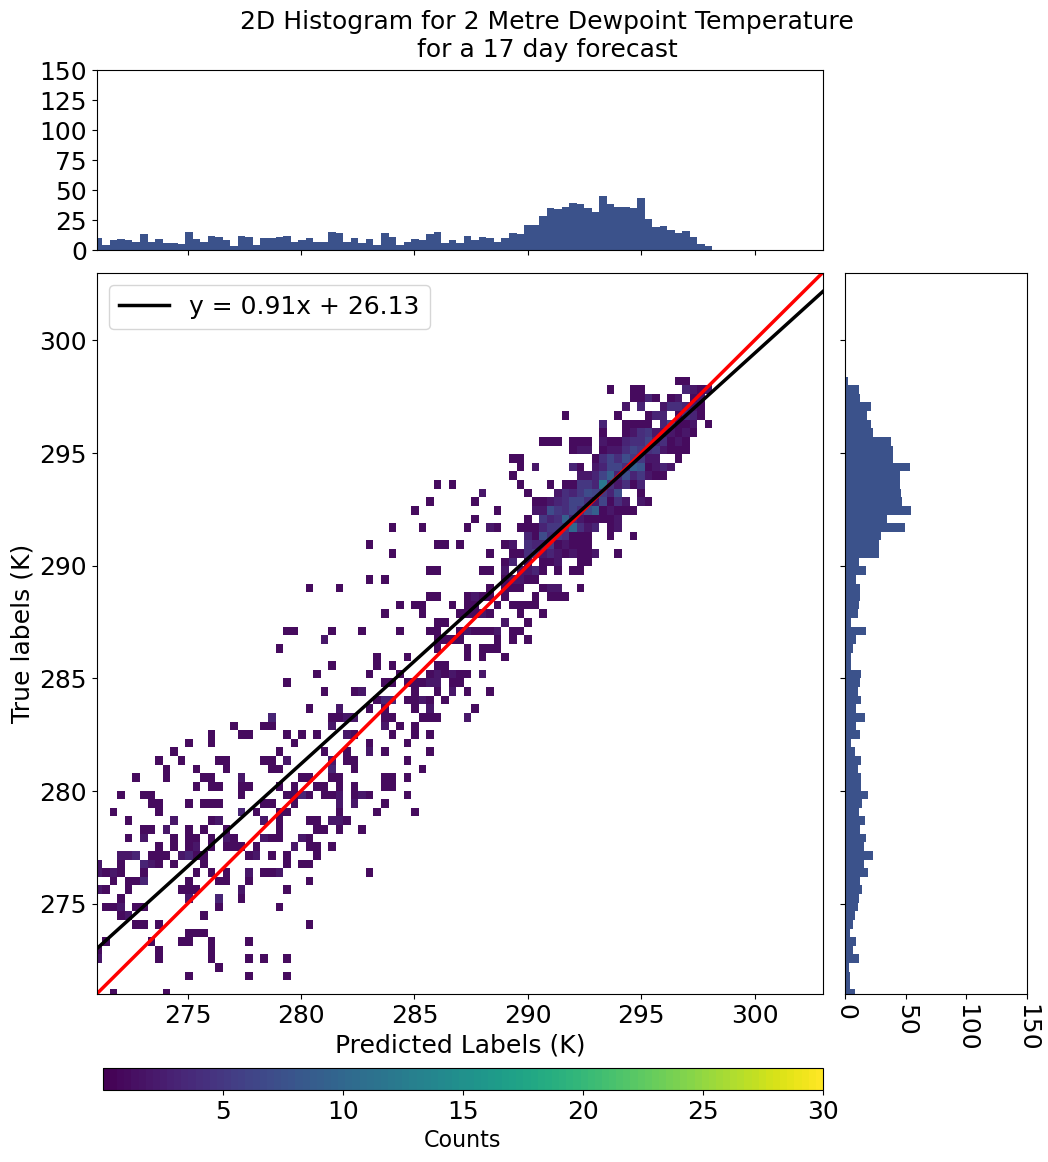 2D Histogram for 2 Metre Dewpoint Temperature
for a 17 day forecast
150
125
100
75
50
25
0
y = 0.91x + 26.13
300
295
290
285
280
275
True labels (K)
275 280 285 290 295 300
Predicted Labels (K)
0 50 100 150
5 10 15 20 25 30
Counts